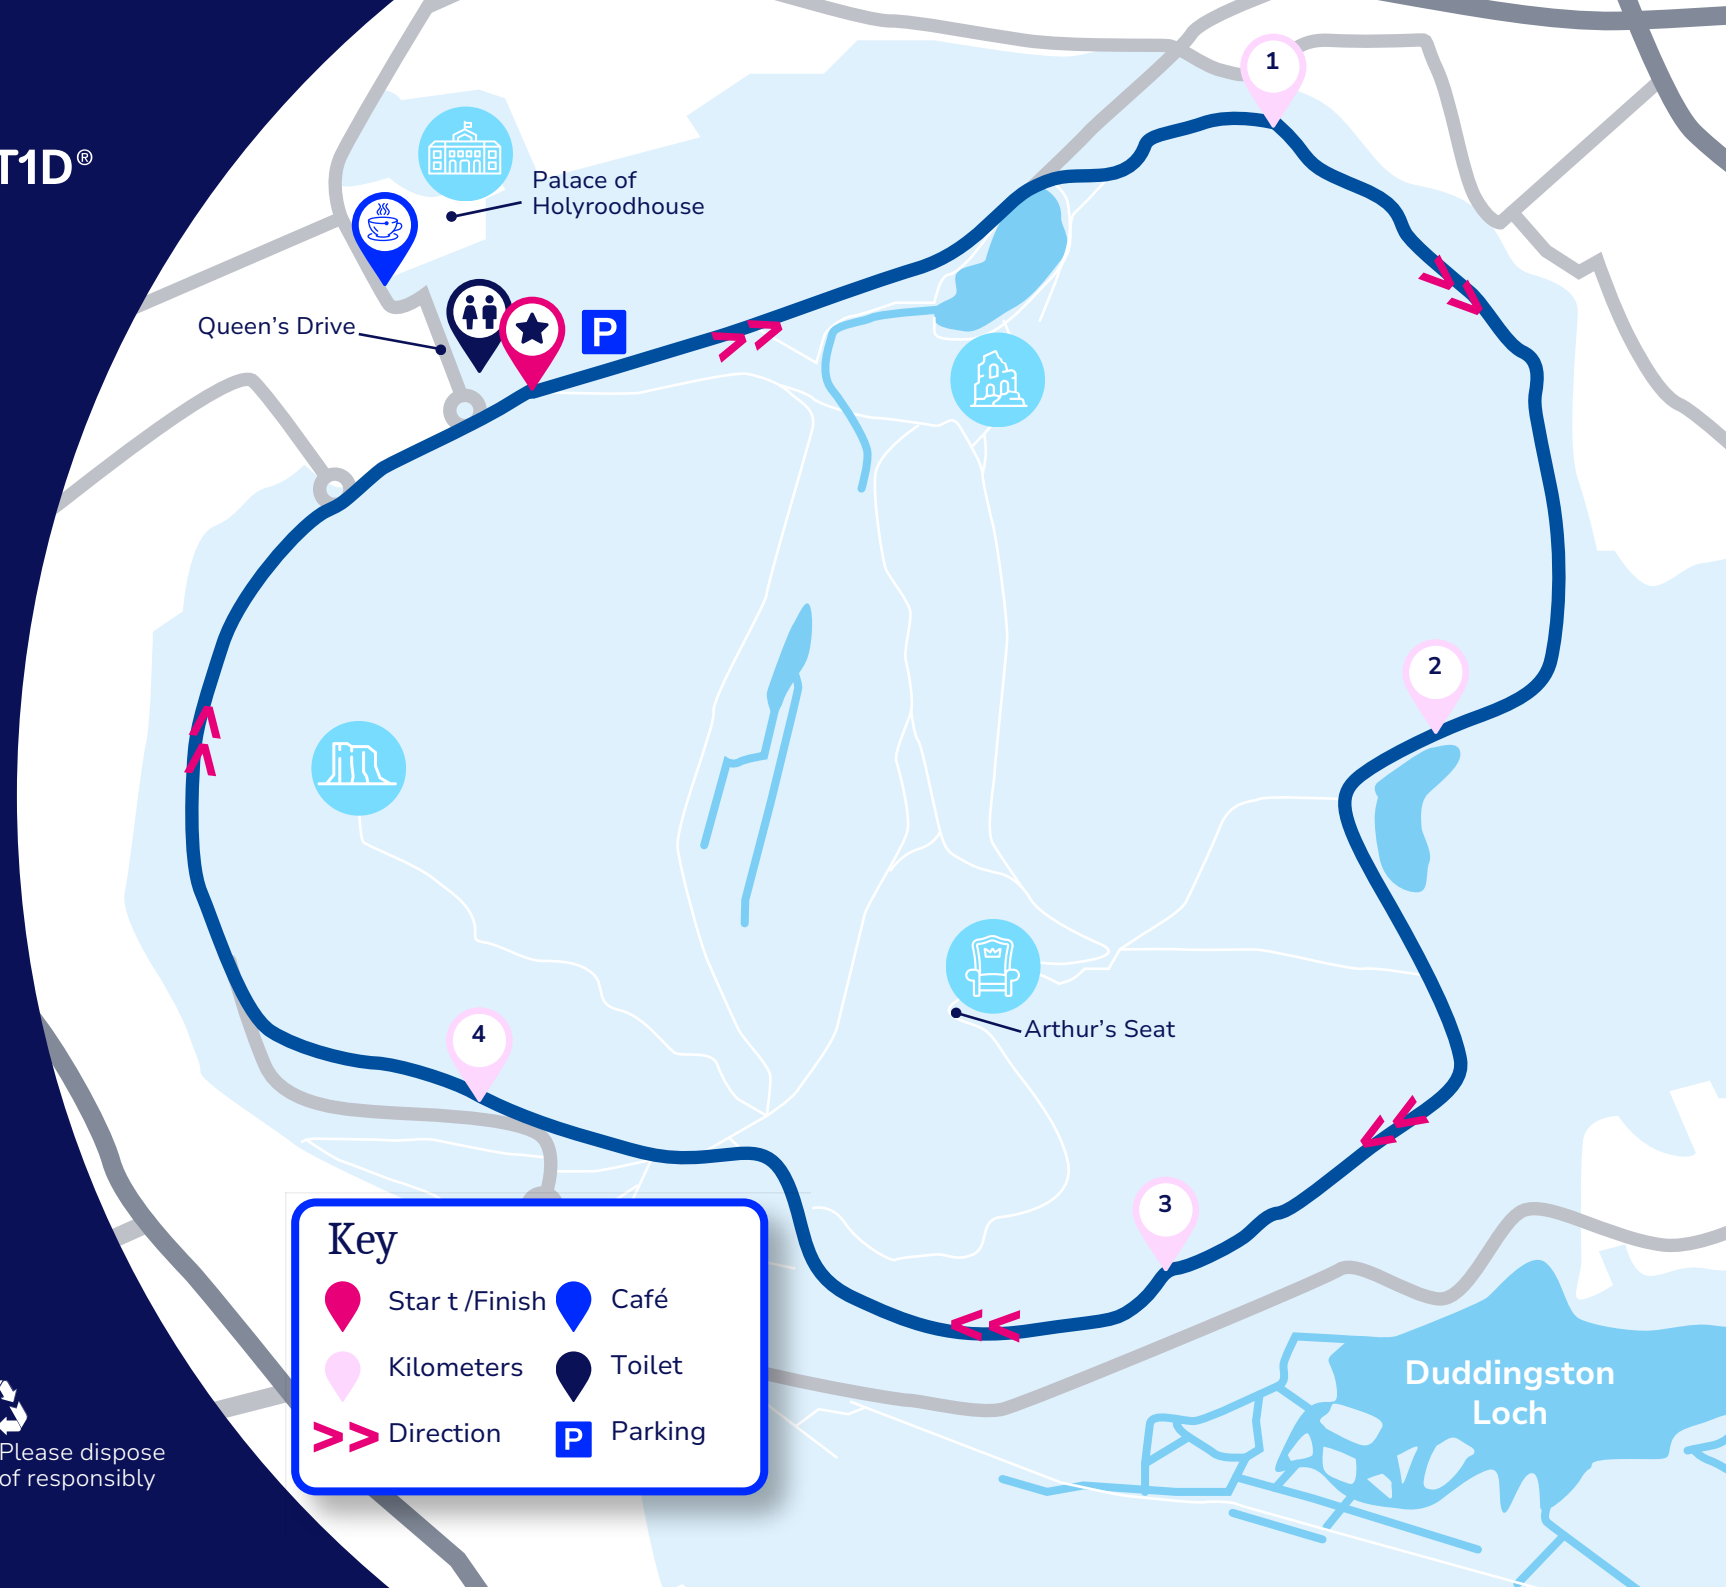 T1D®
1
Palace of
Holyroodhouse
Queen's Drive
P
2
Arthur's Seat
4
3
Key
Star t /Finish
Café
Kilometers
Toilet
>> Direction
P Parking
Duddingston
Loch
Please dispose
of responsibly